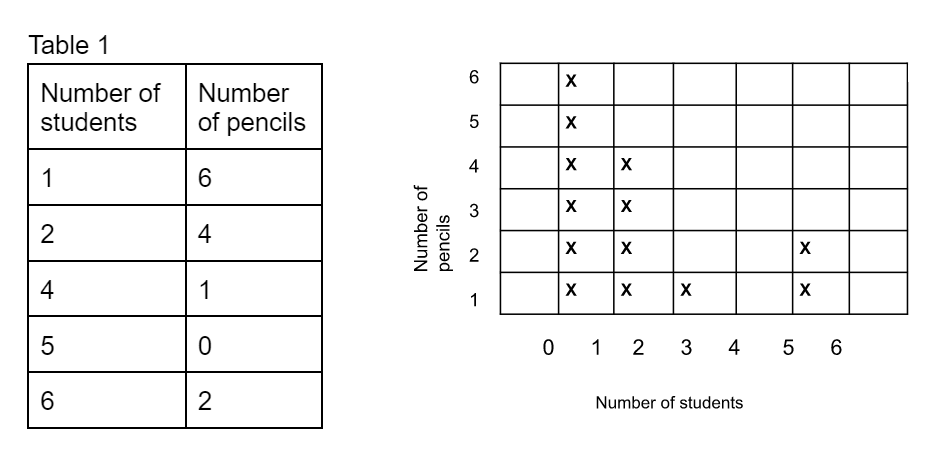 Table 1
Number of students Number of pencils
1 6
2 4
4 1
5 0
6 2
6 X
5 X
4 X X
3 X X
2 X X X
1 X X X X
Number of
pencils
0 1 2 3 4 5 6
Number of students